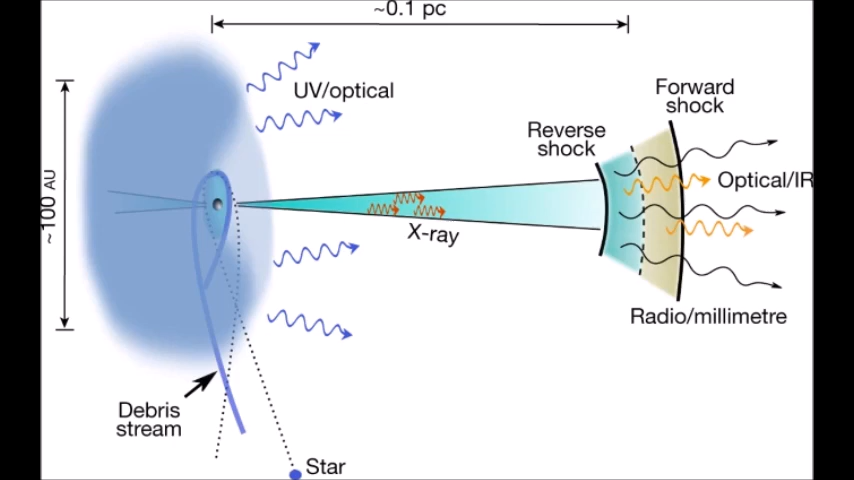 ~0.1 pc
UV/optical
Forward
shock
Reverse
shock
Optical/IR
~100 AU
X-ray
Radio/millimetre
Debris
stream
Star